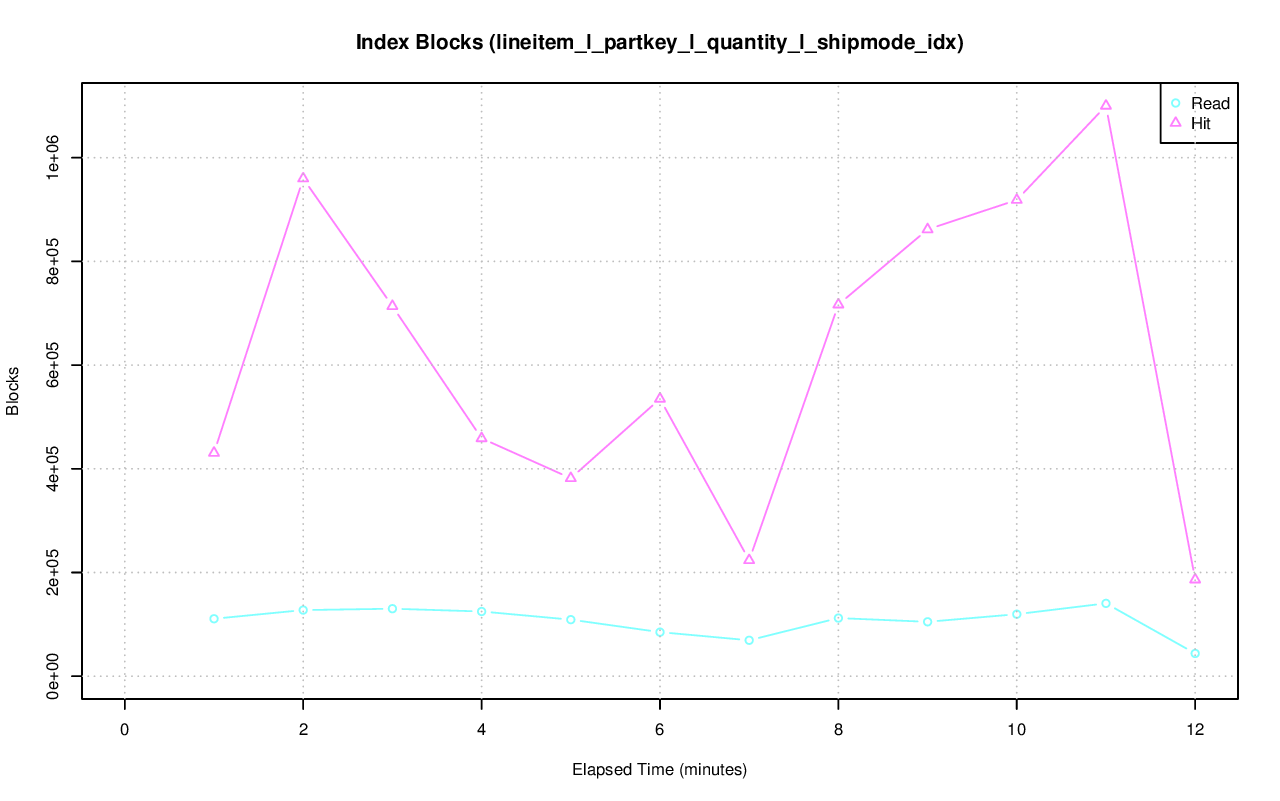 Index Blocks (lineitem_l_partkey_l_quantity_l_shipmode_idx)
Read
Hit
Blocks
1e+06
8e+05
6e+05
4e+05
2e+05
0e+00
0 2 4 6 8 10 12
Elapsed Time (minutes)